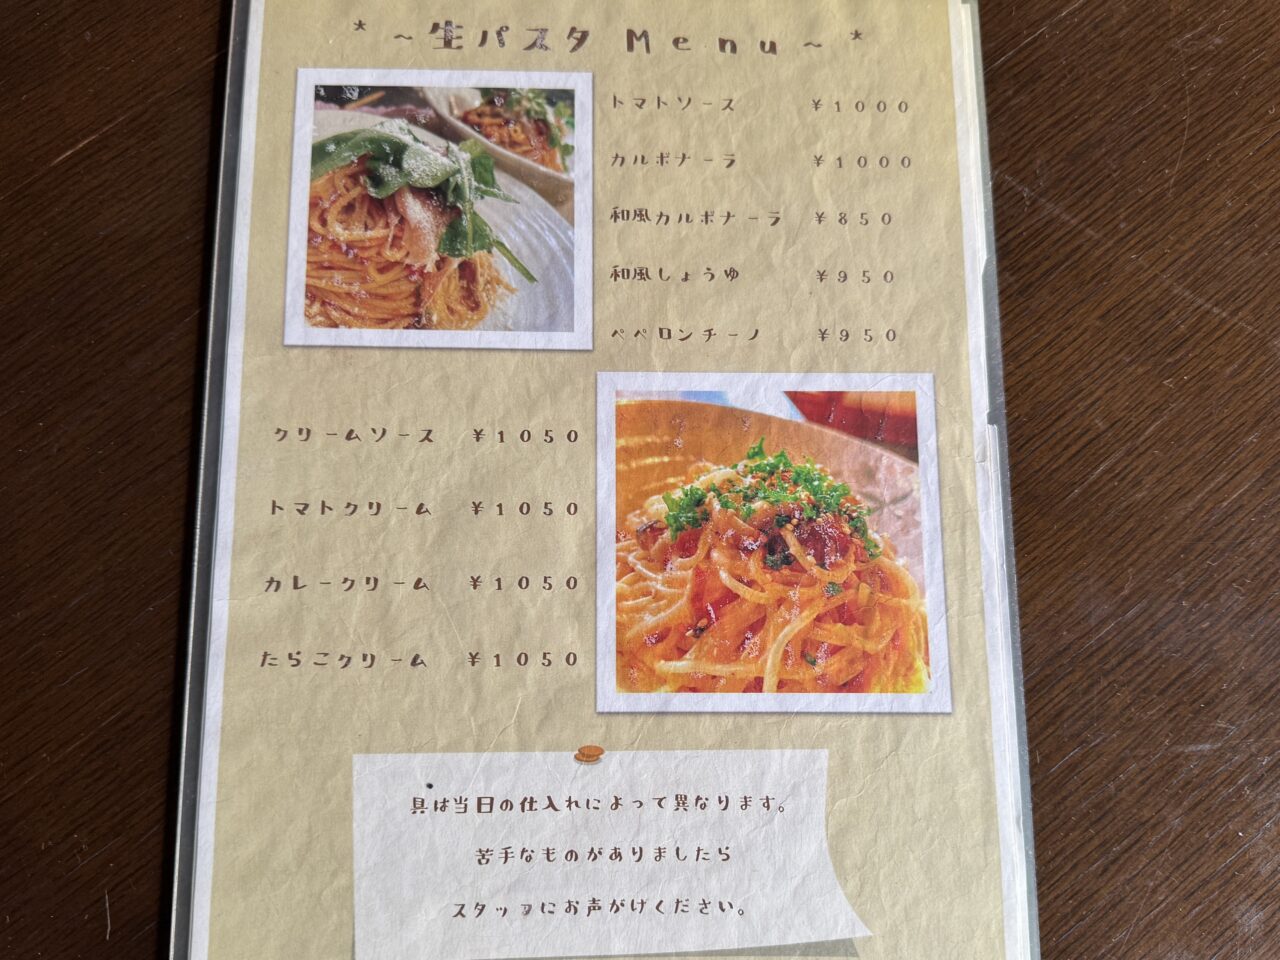 * ~生パスタ Menu~ *
トマトソース ¥1000
カルボナーラ ¥1000
和風カルボナーラ ¥850
和風しょうゆ ¥950
ペペロンチーノ ¥950
クリームソース ¥1050
トマトクリーム ¥1050
カレークリーム ¥1050
たらこクリーム ¥1050
具は当日の仕入れによって異なります。
苦手なものがありましたら
スタッフにお声がけください。